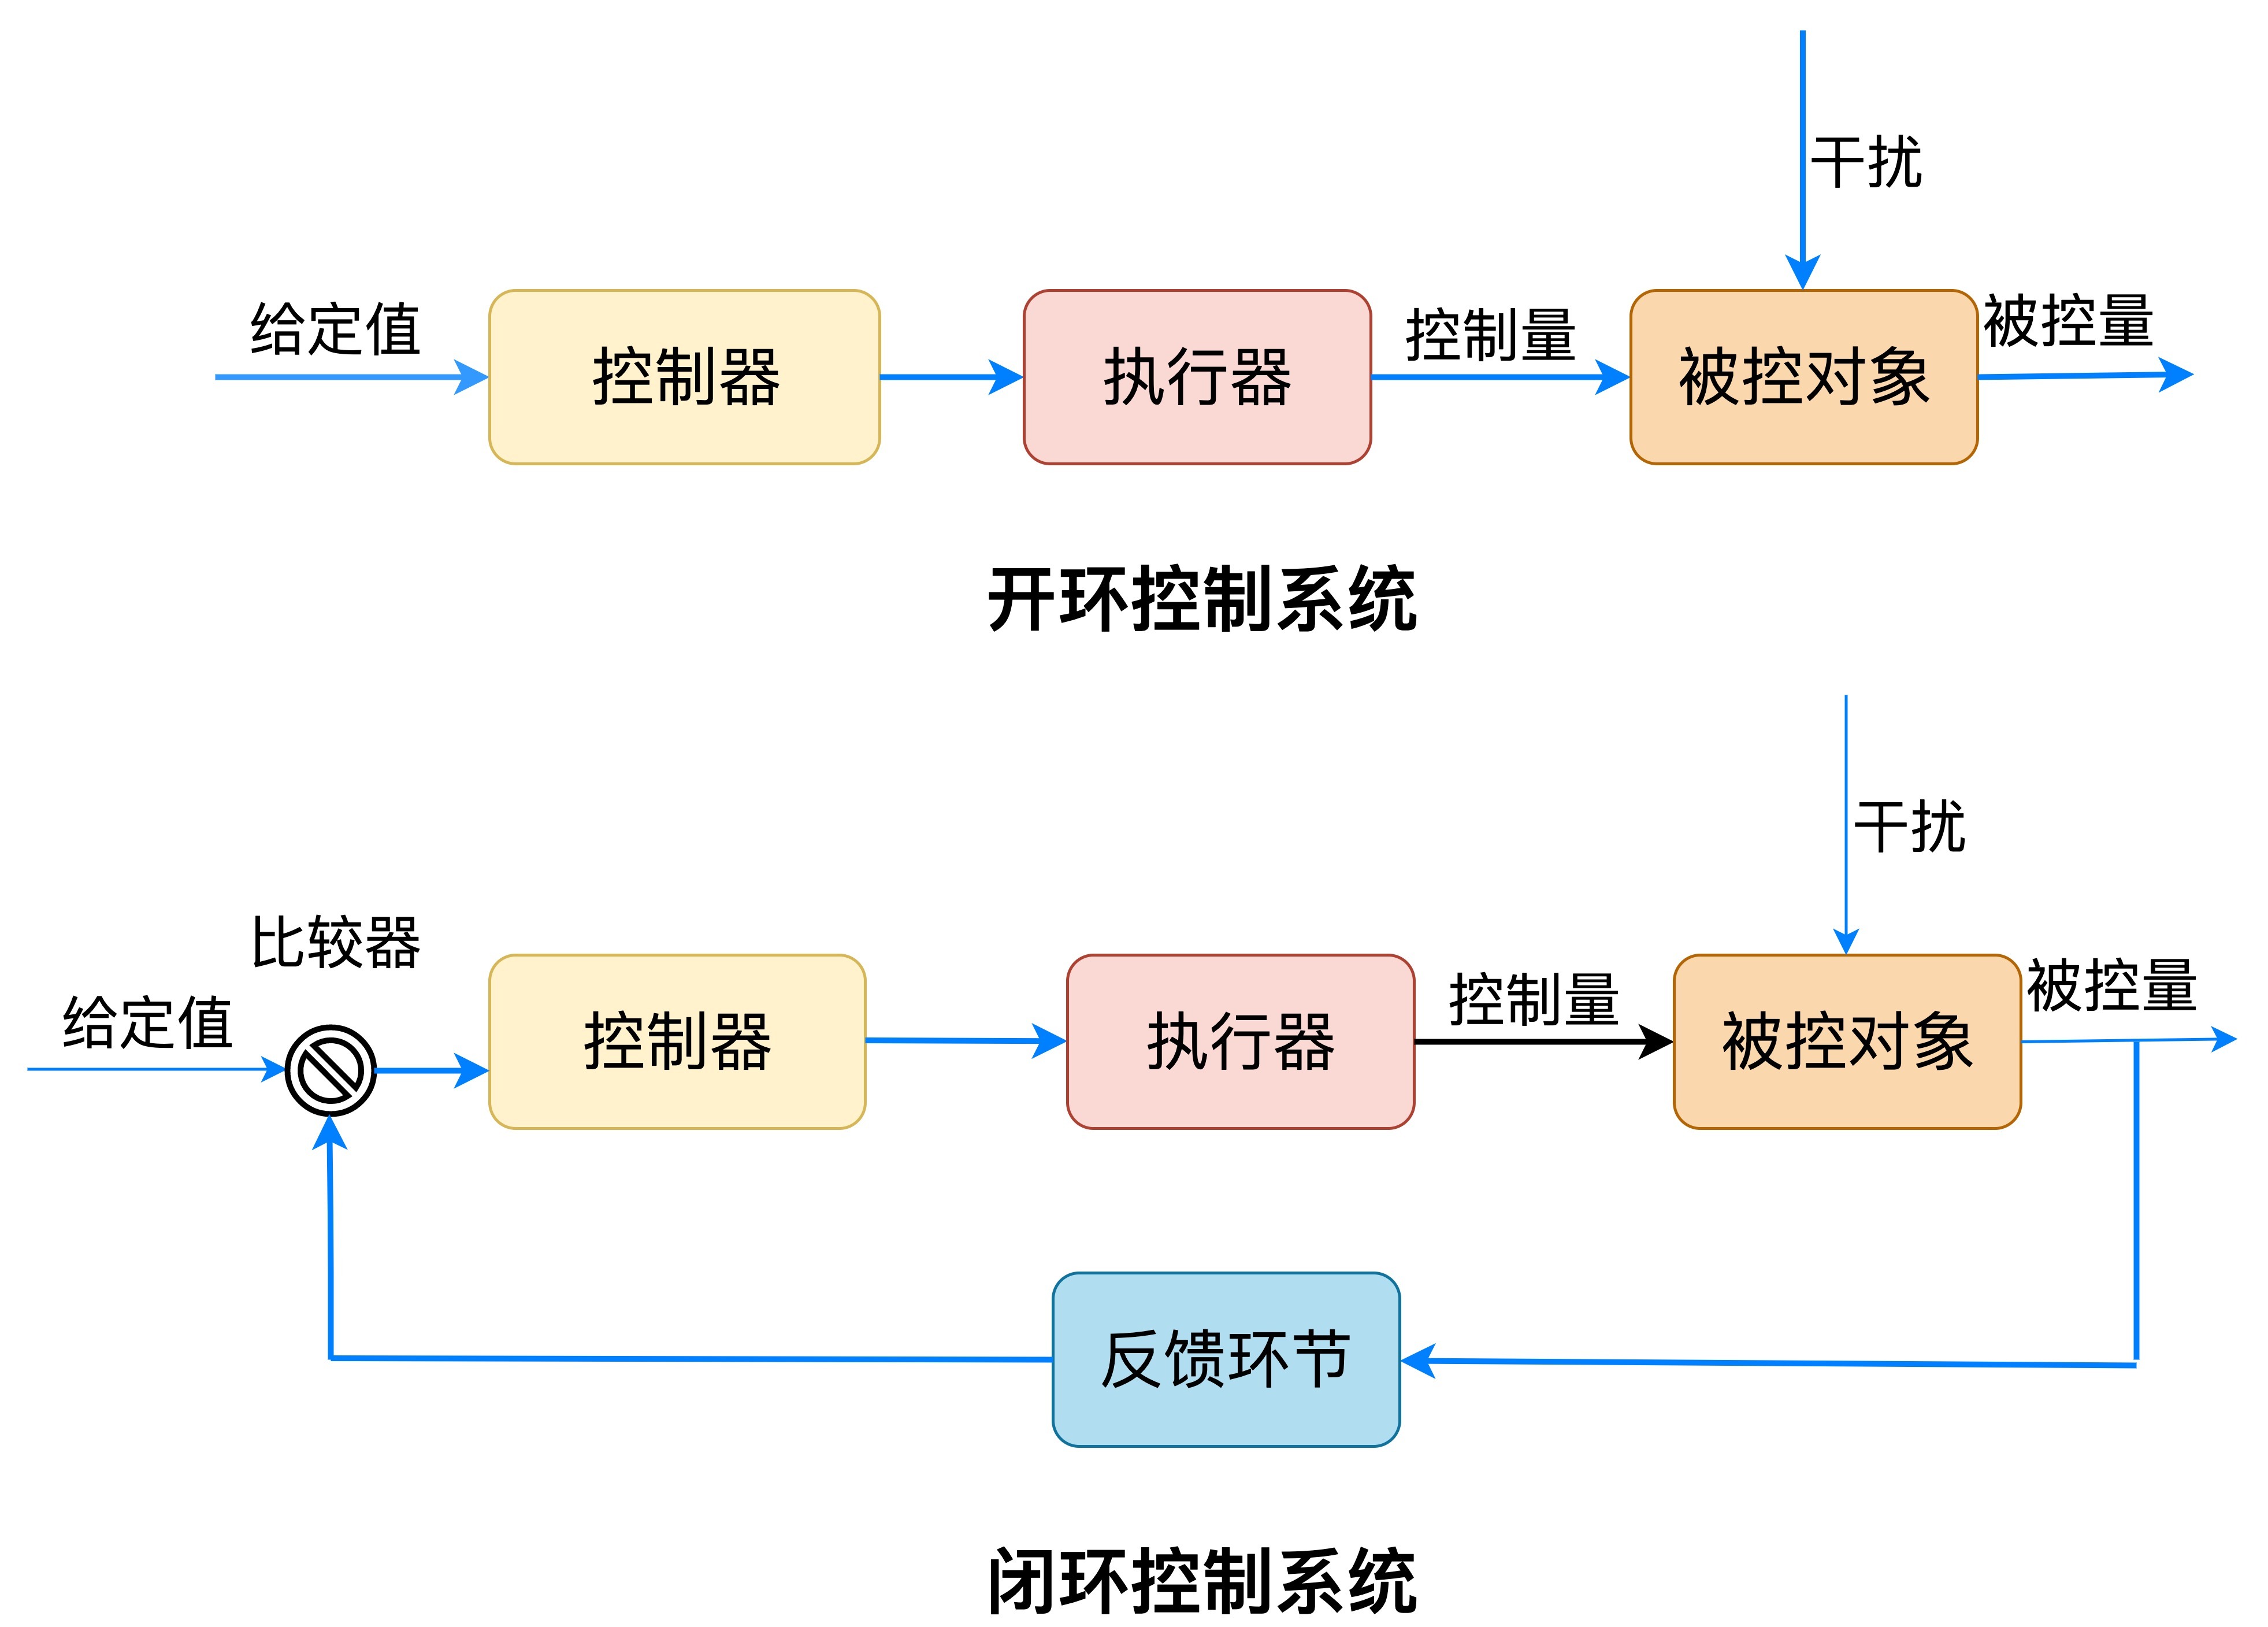 干扰
给定值
控制器
执行器
控制量
被控对象
被控量
开环控制系统
干扰
比较器
给定值
控制器
执行器
控制量
被控对象
被控量
反馈环节
闭环控制系统